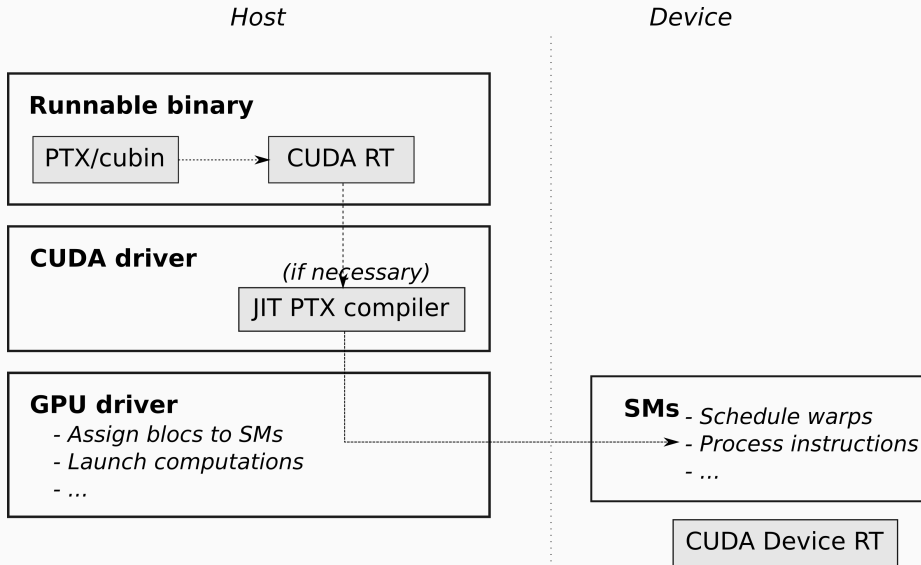 Host
Device
Runnable binary
PTX/cubin
CUDA RT
CUDA driver
(if necessary)
JIT PTX compiler
GPU driver
- Assign blocs to SMs
- Launch computations
- ...
SMs
- Schedule warps
- Process instructions
- ...
CUDA Device RT